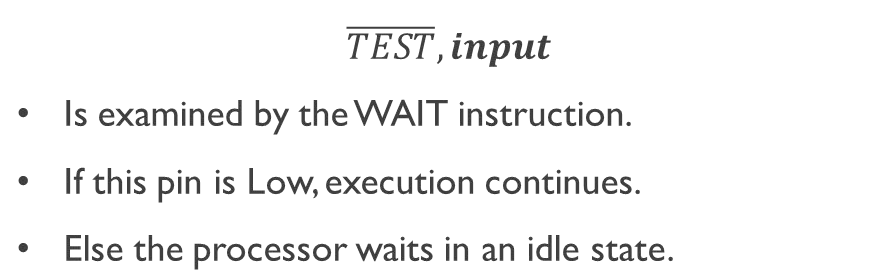 T̅E̅S̅T̅, input
• Is examined by the WAIT instruction.
• If this pin is Low, execution continues.
• Else the processor waits in an idle state.